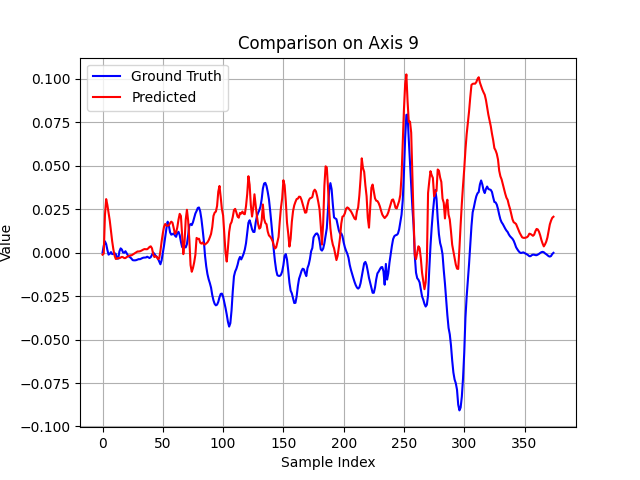 Comparison on Axis 9
Ground Truth
Predicted
0.100
0.075
0.050
0.025
0.000
−0.025
−0.050
−0.075
−0.100
Value
0 50 100 150 200 250 300 350
Sample Index